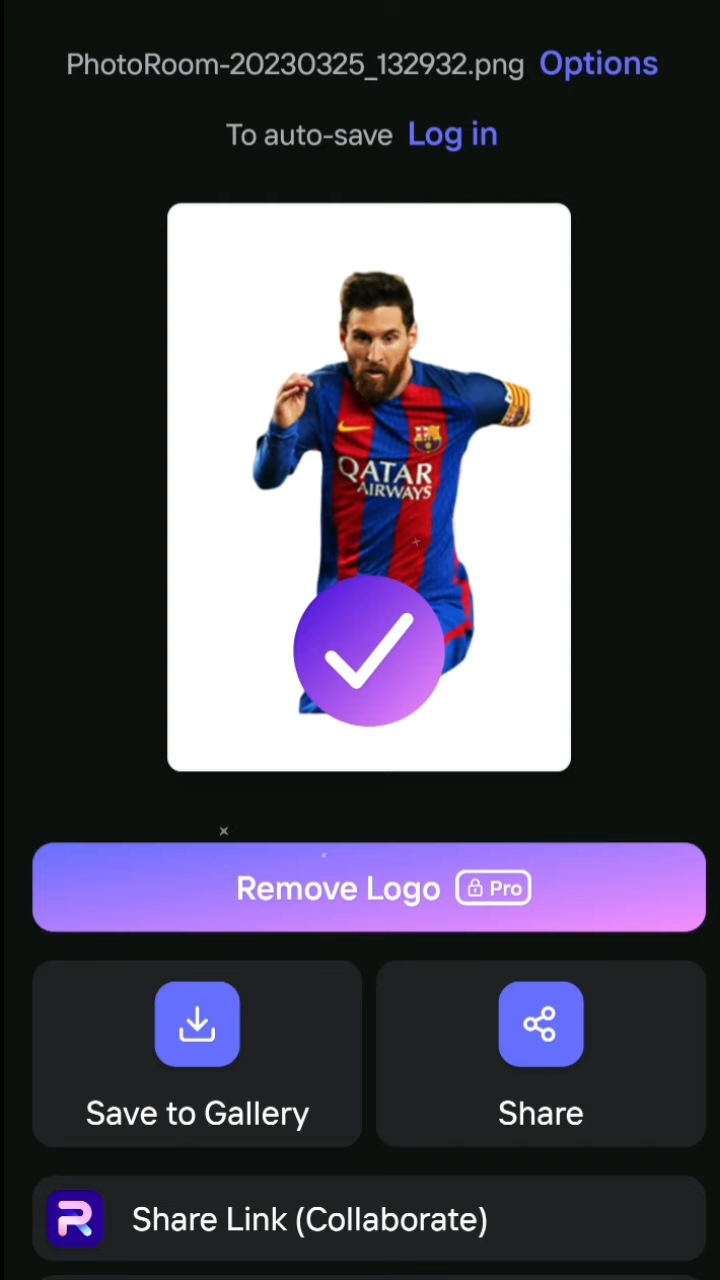 PhotoRoom-20230325_132932.png Options
To auto-save Log in
QATAR
AIRWAYS
Remove Logo Pro
Save to Gallery
Share
Share Link (Collaborate)